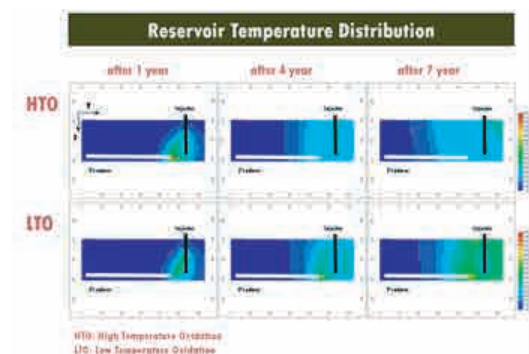 Reservoir Temperature Distribution
after 1 year
after 4 year
after 7 year
HTO
Injector
Injector
Injector
Producer
Producer
Producer
LTO
Injector
Injector
Injector
Producer
Producer
Producer
HTO: High Temperature Oxidation
LTO: Low Temperature Oxidation